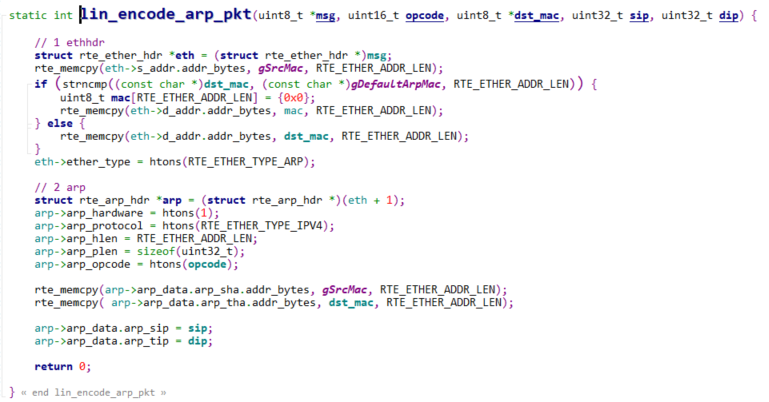 static int lin_encode_arp_pkt(uint8_t *msg, uint16_t opcode, uint8_t *dst_mac, uint32_t sip, uint32_t dip) {
// 1 ethhdr
struct rte_ether_hdr *eth = (struct rte_ether_hdr *)msg;
rte_memcpy(eth->s_addr.addr_bytes, gSrcMac, RTE_ETHER_ADDR_LEN);
if (strncmp((const char *)dst_mac, (const char *)gDefaultArpMac, RTE_ETHER_ADDR_LEN)) {
uint8_t mac[RTE_ETHER_ADDR_LEN] = {0x0};
rte_memcpy(eth->d_addr.addr_bytes, mac, RTE_ETHER_ADDR_LEN);
} else {
rte_memcpy(eth->d_addr.addr_bytes, dst_mac, RTE_ETHER_ADDR_LEN);
}
eth->ether_type = htons(RTE_ETHER_TYPE_ARP);
// 2 arp
struct rte_arp_hdr *arp = (struct rte_arp_hdr *)(eth + 1);
arp->arp_hardware = htons(1);
arp->arp_protocol = htons(RTE_ETHER_TYPE_IPV4);
arp->arp_hlen = RTE_ETHER_ADDR_LEN;
arp->arp_plen = sizeof(uint32_t);
arp->arp_opcode = htons(opcode);
rte_memcpy(arp->arp_data.arp_sha.addr_bytes, gSrcMac, RTE_ETHER_ADDR_LEN);
rte_memcpy( arp->arp_data.arp_tha.addr_bytes, dst_mac, RTE_ETHER_ADDR_LEN);
arp->arp_data.arp_sip = sip;
arp->arp_data.arp_tip = dip;
return 0;
} « end lin_encode_arp_pkt »